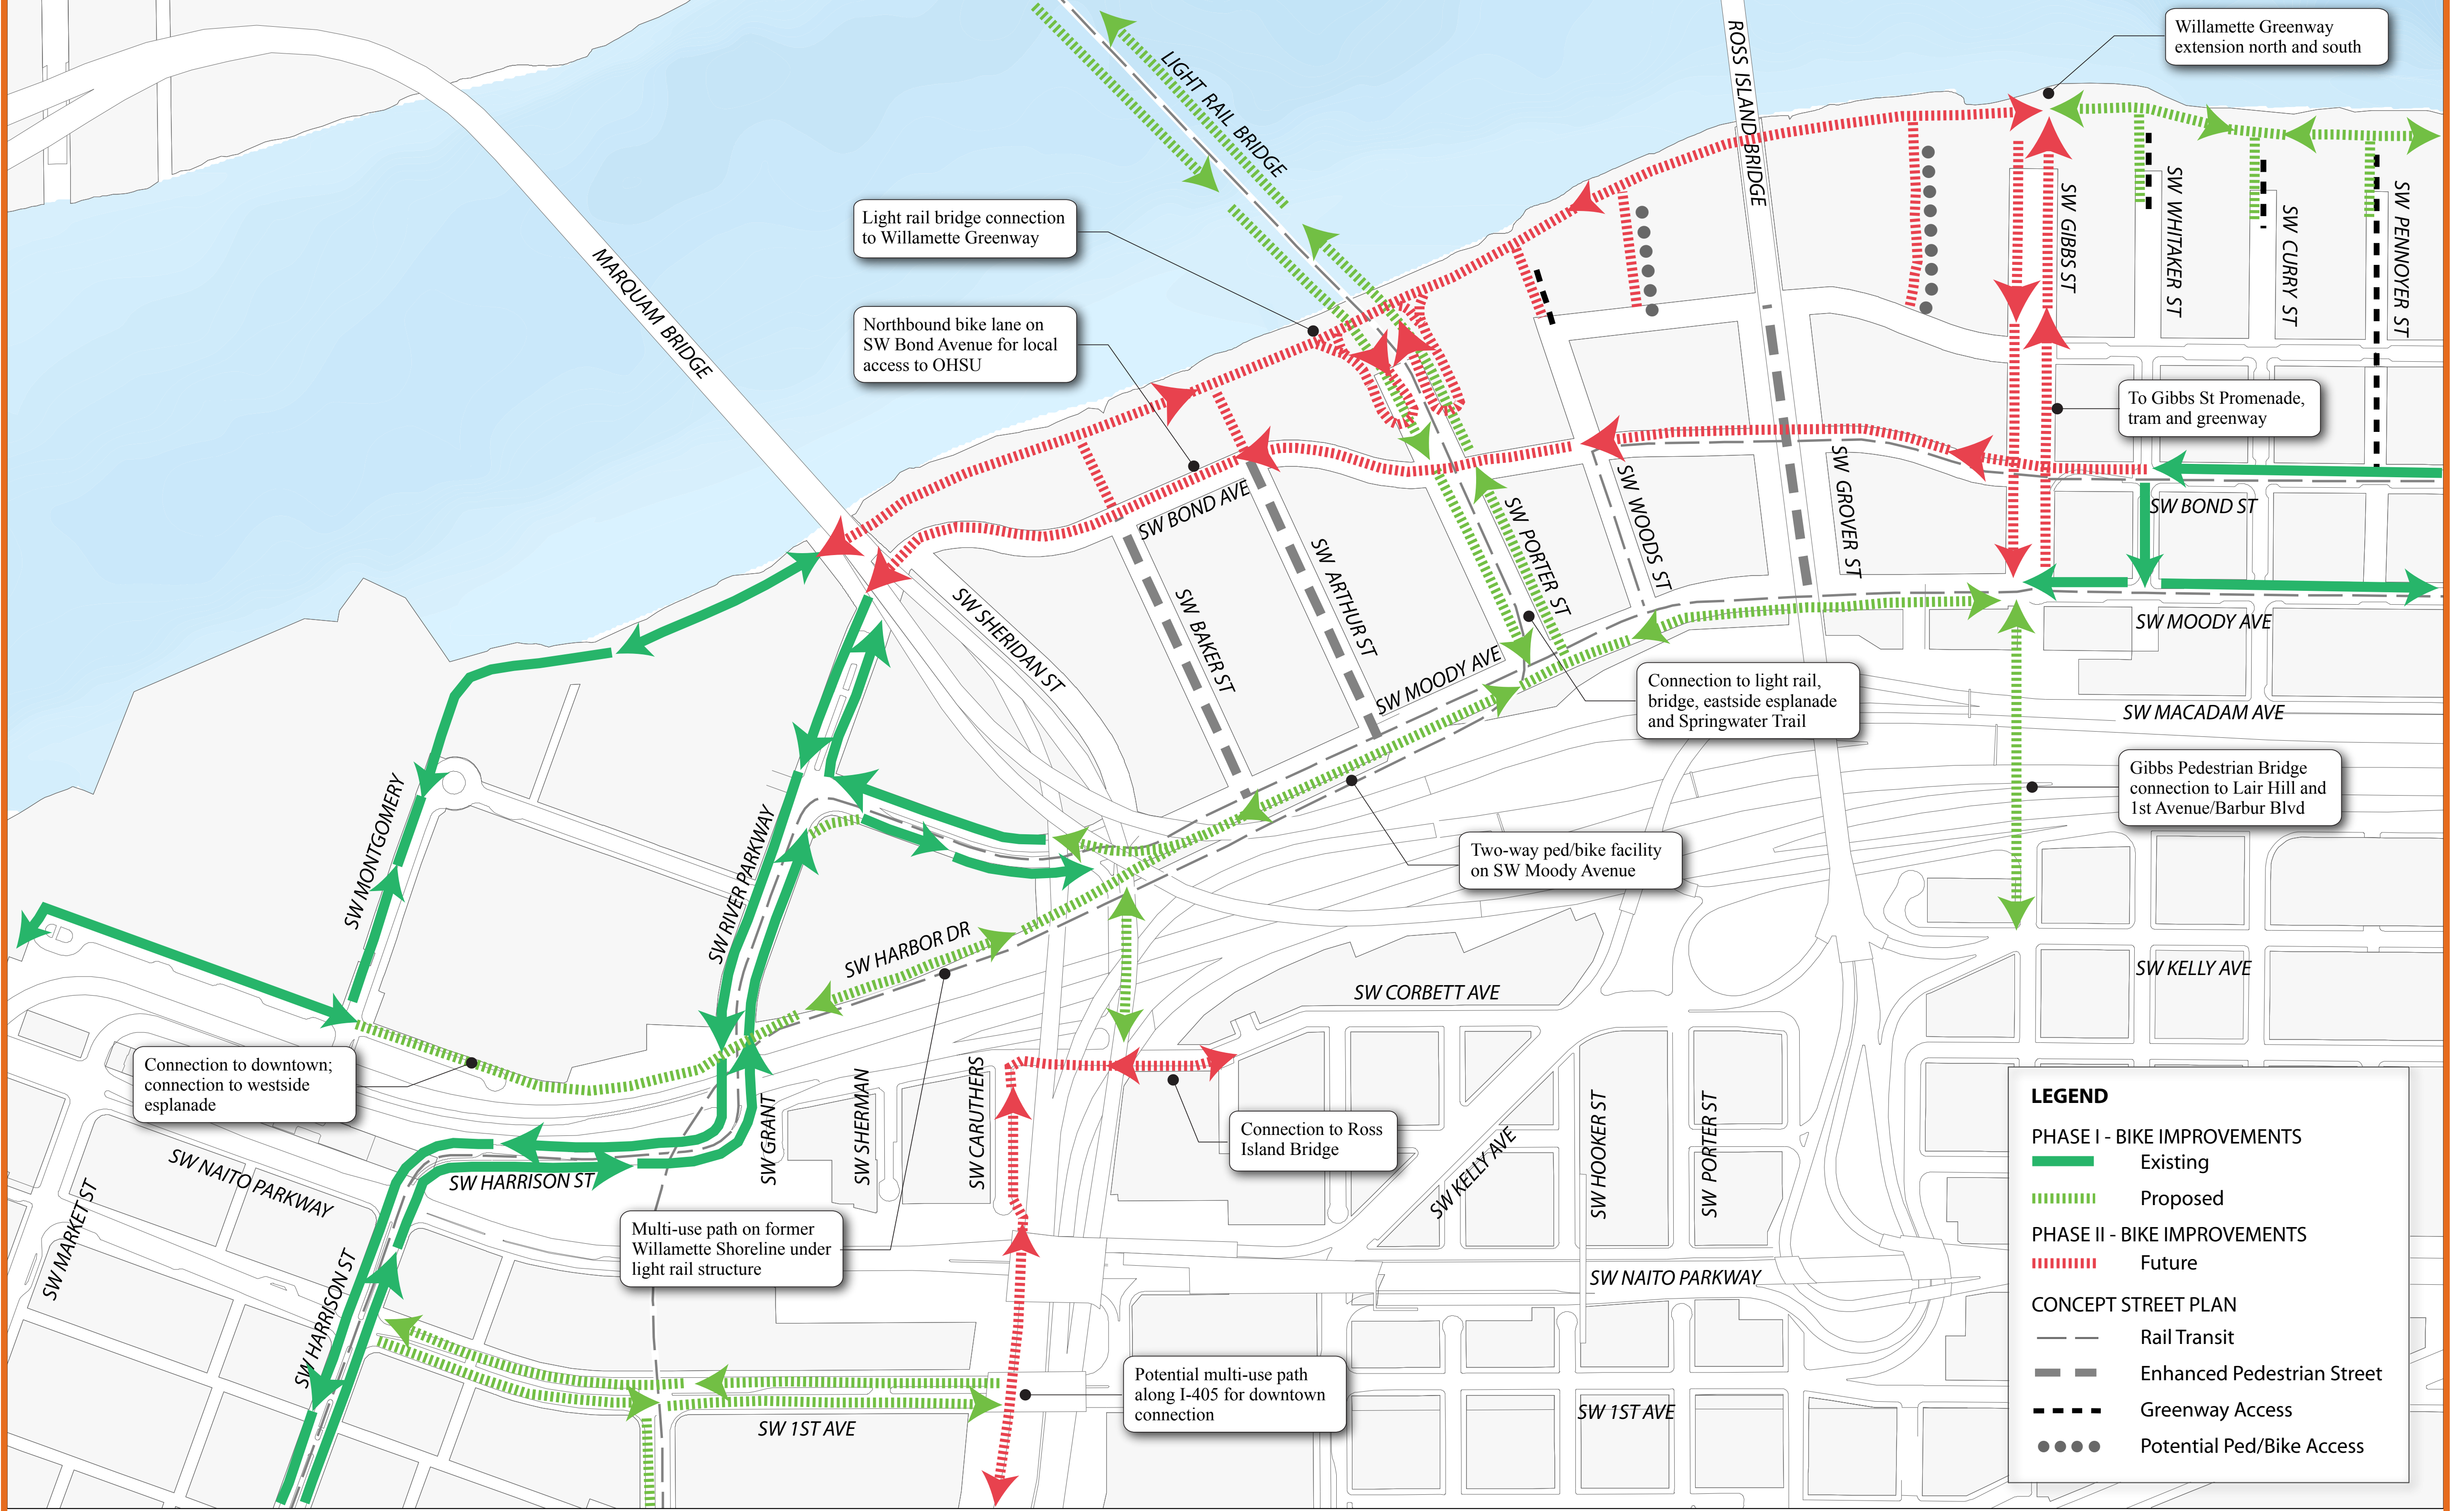 Willamette Greenway
extension north and south
ROSS ISLAND BRIDGE
LIGHT RAIL BRIDGE
Light rail bridge connection
to Willamette Greenway
SW GIBBS ST
SW WHITAKER ST
SW CURRY ST
SW PENNOYER ST
MARQUAM BRIDGE
Northbound bike lane on
SW Bond Avenue for local
access to OHSU
To Gibbs St Promenade,
tram and greenway
SW BOND AVE
SW BOND ST
SW PORTER ST
SW WOODS ST
SW GROVER ST
SW SHERIDAN ST
SW BAKER ST
SW ARTHUR ST
SW MOODY AVE
SW MOODY AVE
Connection to light rail,
bridge, eastside esplanade
and Springwater Trail
SW MACADAM AVE
Gibbs Pedestrian Bridge
connection to Lair Hill and
1st Avenue/Barbur Blvd
SW MONTGOMERY
SW RIVER PARKWAY
Two-way ped/bike facility
on SW Moody Avenue
SW HARBOR DR
SW KELLY AVE
SW CORBETT AVE
Connection to downtown;
connection to westside
esplanade
SW GRANT
SW SHERMAN
SW CARUTHERS
Connection to Ross
Island Bridge
SW KELLY AVE
SW HOOKER ST
SW PORTER ST
SW NAITO PARKWAY
SW HARRISON ST
SW MARKET ST
SW HARRISON ST
Multi-use path on former
Willamette Shoreline under
light rail structure
SW NAITO PARKWAY
Potential multi-use path
along I-405 for downtown
connection
SW 1ST AVE
SW 1ST AVE
LEGEND
PHASE I - BIKE IMPROVEMENTS
Existing
Proposed
PHASE II - BIKE IMPROVEMENTS
Future
CONCEPT STREET PLAN
Rail Transit
Enhanced Pedestrian Street
Greenway Access
Potential Ped/Bike Access